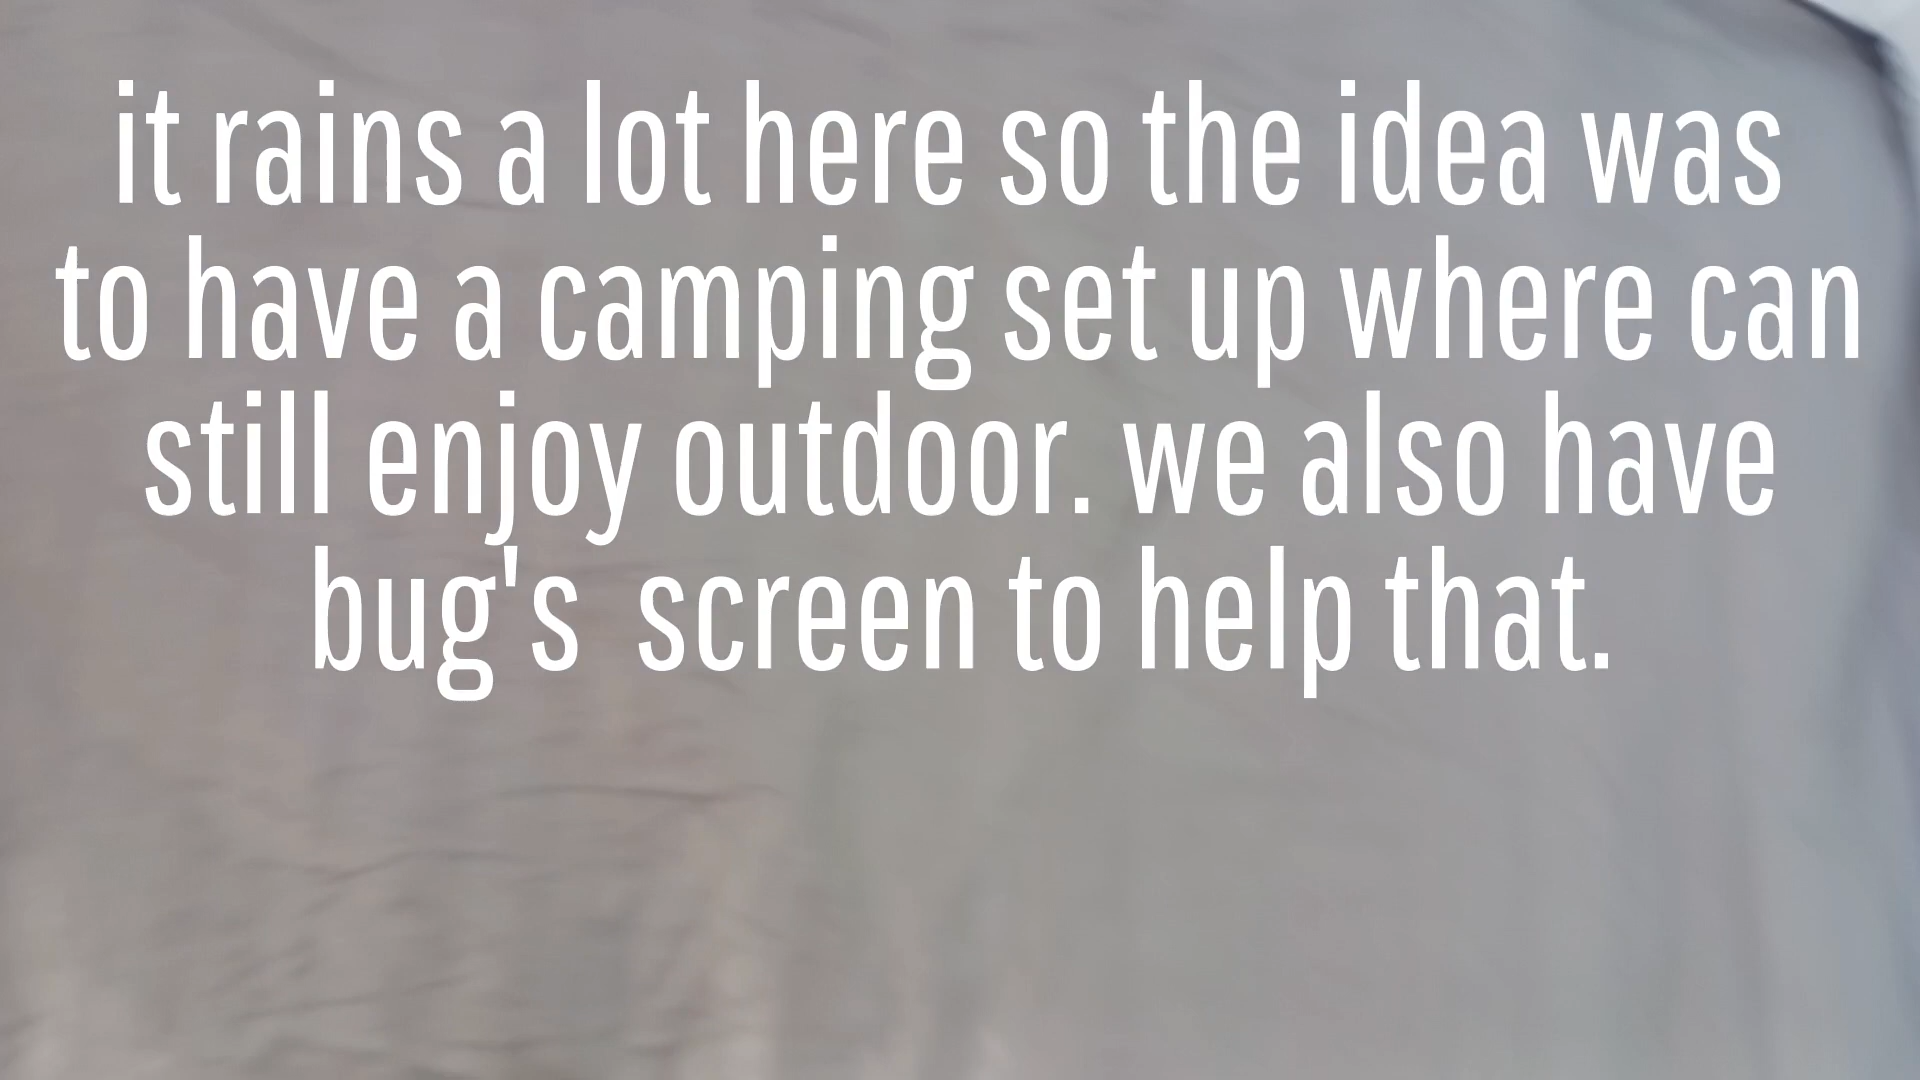 it rains a lot here so the idea was
to have a camping set up where can
still enjoy outdoor. we also have
bug's  screen to help that.